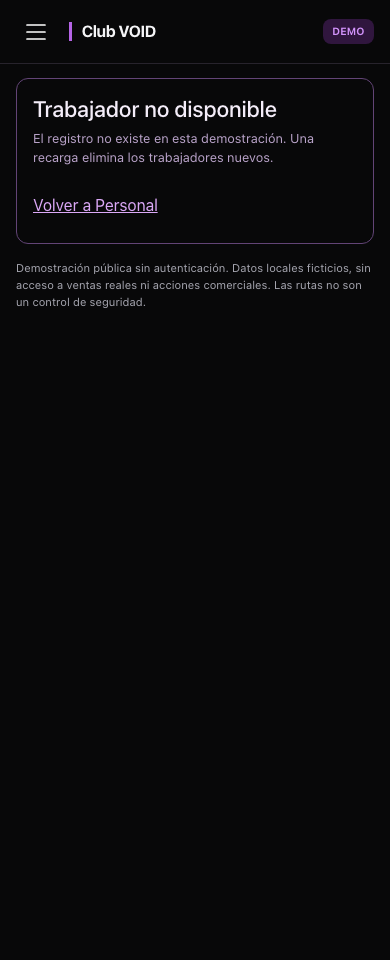 Club VOID
DEMO
Trabajador no disponible
El registro no existe en esta demostración. Una
recarga elimina los trabajadores nuevos.
Volver a Personal
Demostración pública sin autenticación. Datos locales ficticios, sin
acceso a ventas reales ni acciones comerciales. Las rutas no son
un control de seguridad.